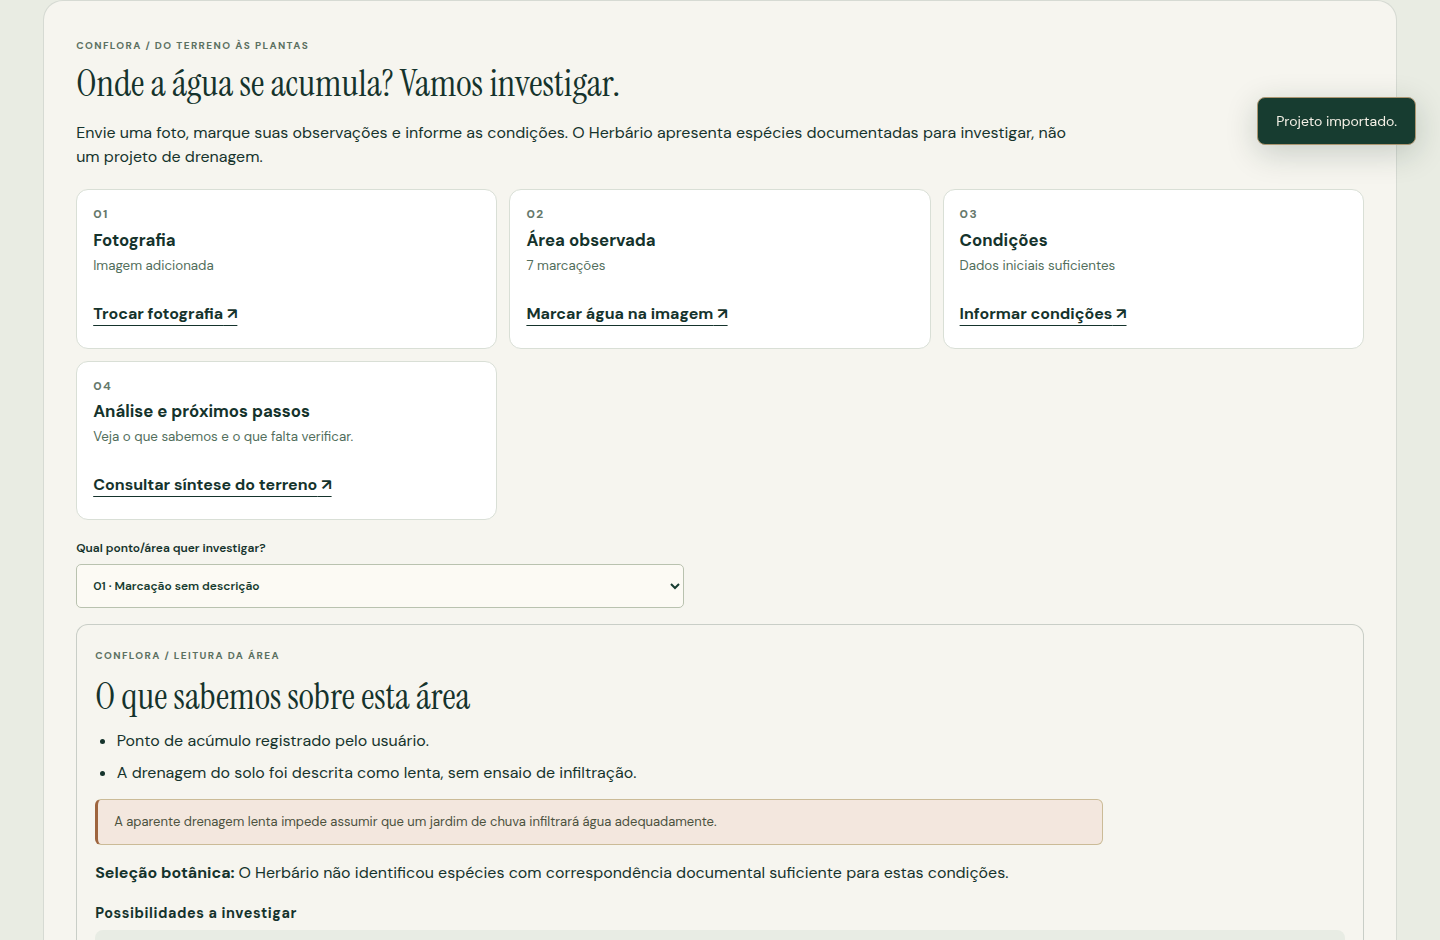 CONFLORA / DO TERRENO ÀS PLANTAS
Onde a água se acumula? Vamos investigar.
Envie uma foto, marque suas observações e informe as condições. O Herbário apresenta espécies documentadas para investigar, não
um projeto de drenagem.
Projeto importado.
01
Fotografia
Imagem adicionada
Trocar fotografia ↗
02
Área observada
7 marcações
Marcar água na imagem ↗
03
Condições
Dados iniciais suficientes
Informar condições ↗
04
Análise e próximos passos
Veja o que sabemos e o que falta verificar.
Consultar síntese do terreno ↗
Qual ponto/área quer investigar?
01 · Marcação sem descrição
CONFLORA / LEITURA DA ÁREA
O que sabemos sobre esta área
• Ponto de acúmulo registrado pelo usuário.
• A drenagem do solo foi descrita como lenta, sem ensaio de infiltração.
A aparente drenagem lenta impede assumir que um jardim de chuva infiltrará água adequadamente.
Seleção botânica: O Herbário não identificou espécies com correspondência documental suficiente para estas condições.
Possibilidades a investigar